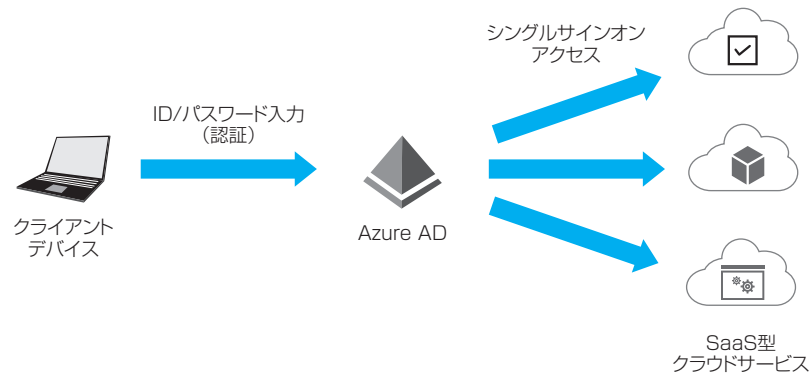 シングルサインオン
アクセス
ID/パスワード入力
（認証）
クライアント
デバイス
Azure AD
SaaS型
クラウドサービス